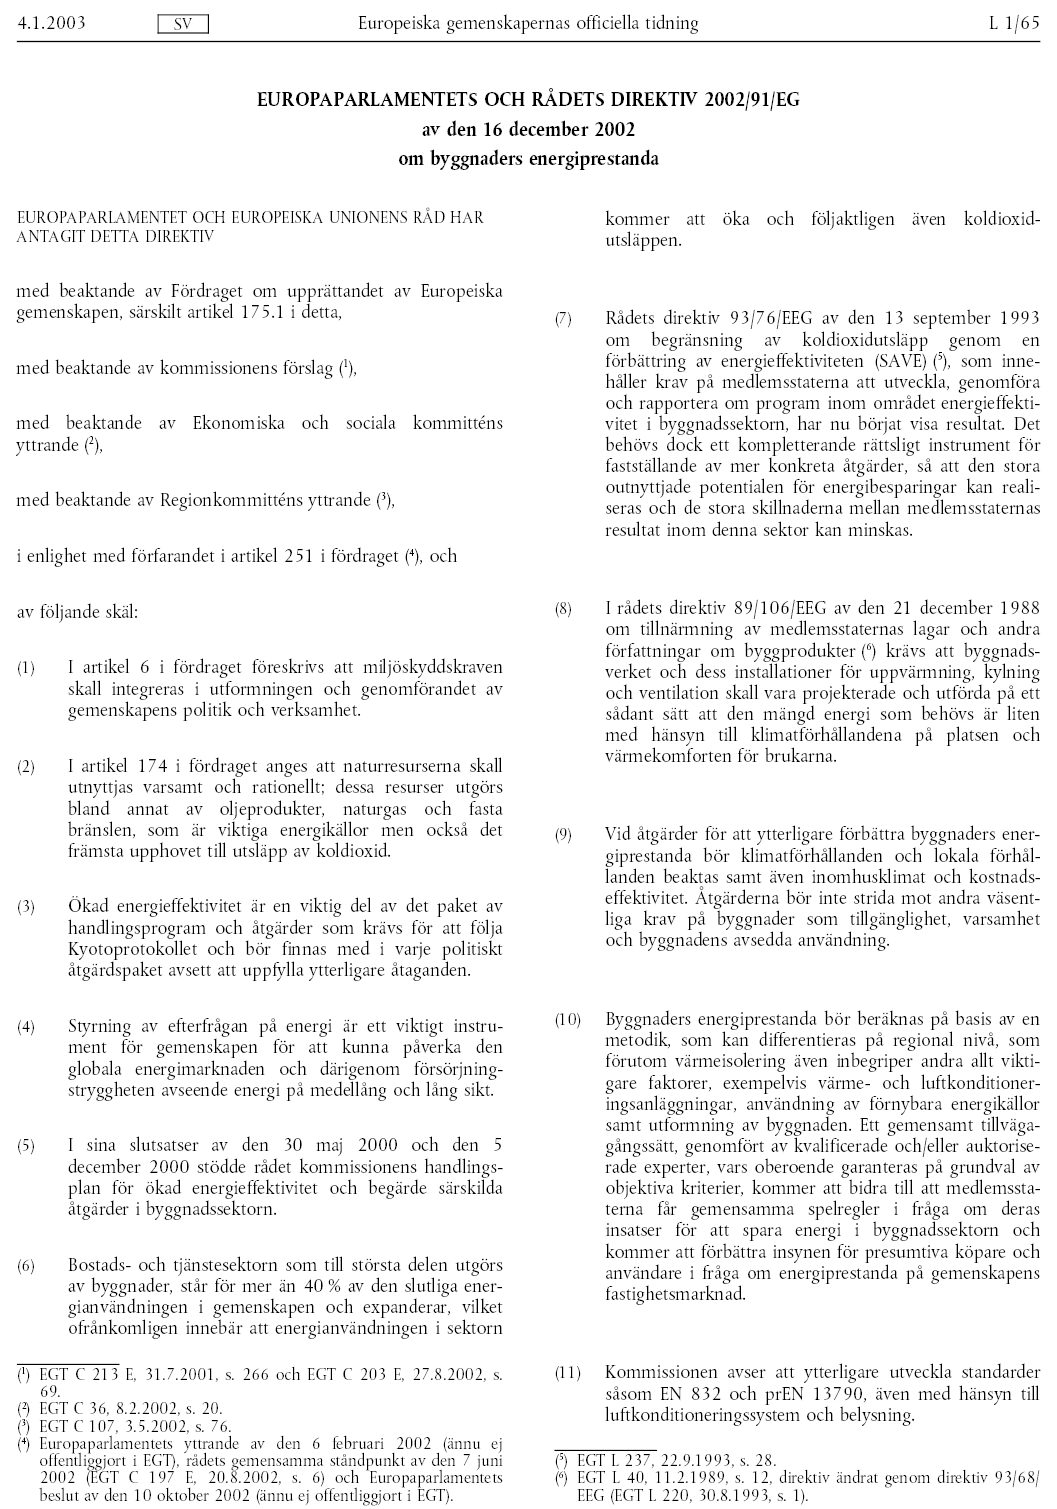 4.1.2003
SV
Europeiska gemenskapernas officiella tidning
L 1/65
EUROPAPARLAMENTETS OCH RÅDETS DIREKTIV 2002/91/EG
av den 16 december 2002
om byggnaders energiprestanda
EUROPAPARLAMENTET OCH EUROPEISKA UNIONENS RÅD HAR
ANTAGIT DETTA DIREKTIV
med beaktande av Fördraget om upprättandet av Europeiska
gemenskapen, särskilt artikel 175.1 i detta,
med beaktande av kommissionens förslag (¹),
med beaktande av Ekonomiska och sociala kommitténs
yttrande (²),
med beaktande av Regionkommitténs yttrande (³),
i enlighet med förfarandet i artikel 251 i fördraget (⁴), och
av följande skäl:
(1) I artikel 6 i fördraget föreskrivs att miljöskyddskraven
skall integreras i utformningen och genomförandet av
gemenskapens politik och verksamhet.
(2) I artikel 174 i fördraget anges att naturresurserna skall
utnyttjas varsamt och rationellt; dessa resurser utgörs
bland annat av oljeprodukter, naturgas och fasta
bränslen, som är viktiga energikällor men också det
främsta upphovet till utsläpp av koldioxid.
(3) Ökad energieffektivitet är en viktig del av det paket av
handlingsprogram och åtgärder som krävs för att följa
Kyotoprotokollet och bör finnas med i varje politiskt
åtgärdspaket avsett att uppfylla ytterligare åtaganden.
(4) Styrning av efterfrågan på energi är ett viktigt instru-
ment för gemenskapen för att kunna påverka den
globala energimarknaden och därigenom försörjning-
stryggheten avseende energi på medellång och lång sikt.
(5) I sina slutsatser av den 30 maj 2000 och den 5
december 2000 stödde rådet kommissionens handlings-
plan för ökad energieffektivitet och begärde särskilda
åtgärder i byggnadssektorn.
(6) Bostads- och tjänstesektorn som till största delen utgörs
av byggnader, står för mer än 40 % av den slutliga ener-
gianvändningen i gemenskapen och expanderar, vilket
ofrånkomligen innebär att energianvändningen i sektorn
(¹) EGT C 213 E, 31.7.2001, s. 266 och EGT C 203 E, 27.8.2002, s.
69.
(²) EGT C 36, 8.2.2002, s. 20.
(³) EGT C 107, 3.5.2002, s. 76.
(⁴) Europaparlamentets yttrande av den 6 februari 2002 (ännu ej
offentliggjort i EGT), rådets gemensamma ståndpunkt av den 7 juni
2002 (EGT C 197 E, 20.8.2002, s. 6) och Europaparlamentets
beslut av den 10 oktober 2002 (ännu ej offentliggjort i EGT).
kommer att öka och följaktligen även koldioxid-
utsläppen.
(7) Rådets direktiv 93/76/EEG av den 13 september 1993
om begränsning av koldioxidutsläpp genom en
förbättring av energieffektiviteten (SAVE) (⁵), som inne-
håller krav på medlemsstaterna att utveckla, genomföra
och rapportera om program inom området energieffekti-
vitet i byggnadssektorn, har nu börjat visa resultat. Det
behövs dock ett kompletterande rättsligt instrument för
fastställande av mer konkreta åtgärder, så att den stora
outnyttjade potentialen för energibesparingar kan reali-
seras och de stora skillnaderna mellan medlemsstaternas
resultat inom denna sektor kan minskas.
(8) I rådets direktiv 89/106/EEG av den 21 december 1988
om tillnärmning av medlemsstaternas lagar och andra
författningar om byggprodukter (⁶) krävs att byggnads-
verket och dess installationer för uppvärmning, kylning
och ventilation skall vara projekterade och utförda på ett
sådant sätt att den mängd energi som behövs är liten
med hänsyn till klimatförhållandena på platsen och
värmekomforten för brukarna.
(9) Vid åtgärder för att ytterligare förbättra byggnaders ener-
giprestanda bör klimatförhållanden och lokala förhål-
landen beaktas samt även inomhusklimat och kostnads-
effektivitet. Åtgärderna bör inte strida mot andra väsent-
liga krav på byggnader som tillgänglighet, varsamhet
och byggnadens avsedda användning.
(10) Byggnaders energiprestanda bör beräknas på basis av en
metodik, som kan differentieras på regional nivå, som
förutom värmeisolering även inbegriper andra allt vikti-
gare faktorer, exempelvis värme- och luftkonditioner-
ingsanläggningar, användning av förnybara energikällor
samt utformning av byggnaden. Ett gemensamt tillväga-
gångssätt, genomfört av kvalificerade och/eller auktorise-
rade experter, vars oberoende garanteras på grundval av
objektiva kriterier, kommer att bidra till att medlemssta-
terna får gemensamma spelregler i fråga om deras
insatser för att spara energi i byggnadssektorn och
kommer att förbättra insynen för presumtiva köpare och
användare i fråga om energiprestanda på gemenskapens
fastighetsmarknad.
(11) Kommissionen avser att ytterligare utveckla standarder
såsom EN 832 och prEN 13790, även med hänsyn till
luftkonditioneringssystem och belysning.
(⁵) EGT L 237, 22.9.1993, s. 28.
(⁶) EGT L 40, 11.2.1989, s. 12, direktiv ändrat genom direktiv 93/68/
EEG (EGT L 220, 30.8.1993, s. 1).